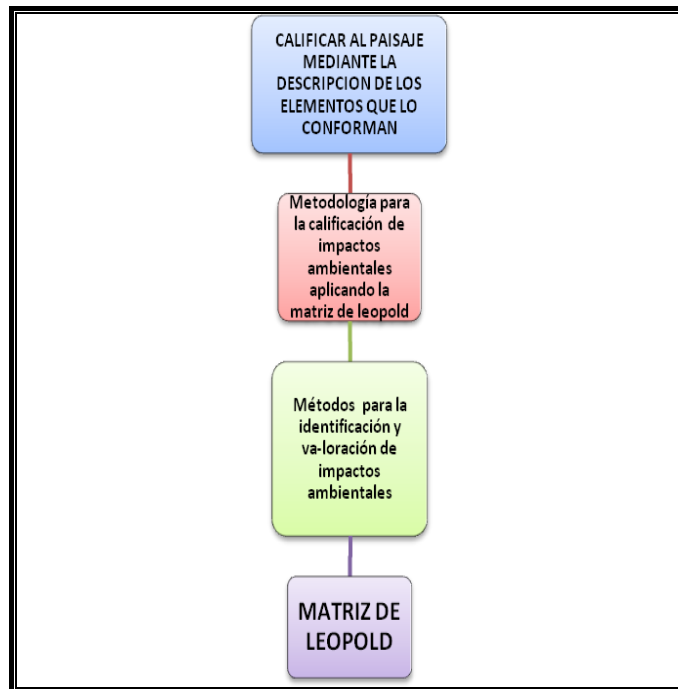 CALIFICAR AL PAISAJE
MEDIANTE LA
DESCRIPCION DE LOS
ELEMENTOS QUE LO
CONFORMAN
Metodología para
la calificación de
impactos
ambientales
aplicando la
matriz de leopold
Métodos para la
identificación y
va-loración de
impactos
ambientales
MATRIZ DE
LEOPOLD